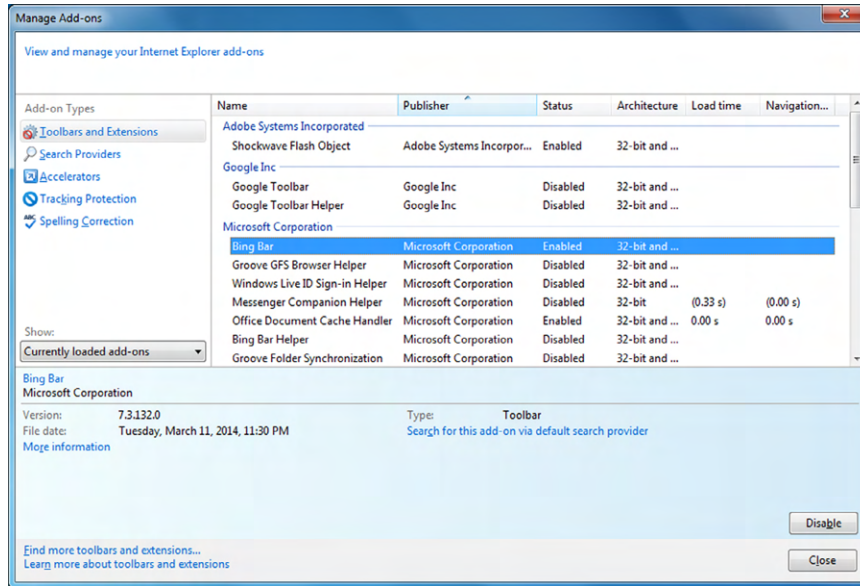 Manage Add-ons
View and manage your Internet Explorer add-ons
Add-on Types
Toolbars and Extensions
Search Providers
Accelerators
Tracking Protection
ABC Spelling Correction
Show:
Currently loaded add-ons
Name Publisher Status Architecture Load time Navigation...
Adobe Systems Incorporated
Shockwave Flash Object Adobe Systems Incorpor... Enabled 32-bit and ...
Google Inc
Google Toolbar Google Inc Disabled 32-bit and ...
Google Toolbar Helper Google Inc Disabled 32-bit and ...
Microsoft Corporation
Bing Bar Microsoft Corporation Enabled 32-bit and ...
Groove GFS Browser Helper Microsoft Corporation Disabled 32-bit and ...
Windows Live ID Sign-in Helper Microsoft Corporation Disabled 32-bit and ...
Messenger Companion Helper Microsoft Corporation Disabled 32-bit (0.33 s) (0.00 s)
Office Document Cache Handler Microsoft Corporation Enabled 32-bit and ... 0.00 s 0.00 s
Bing Bar Helper Microsoft Corporation Disabled 32-bit and ...
Groove Folder Synchronization Microsoft Corporation Disabled 32-bit and ...
Bing Bar
Microsoft Corporation
Version: 7.3.132.0 Type: Toolbar
File date: Tuesday, March 11, 2014, 11:30 PM Search for this add-on via default search provider
More information
Disable
Find more toolbars and extensions...
Learn more about toolbars and extensions
Close